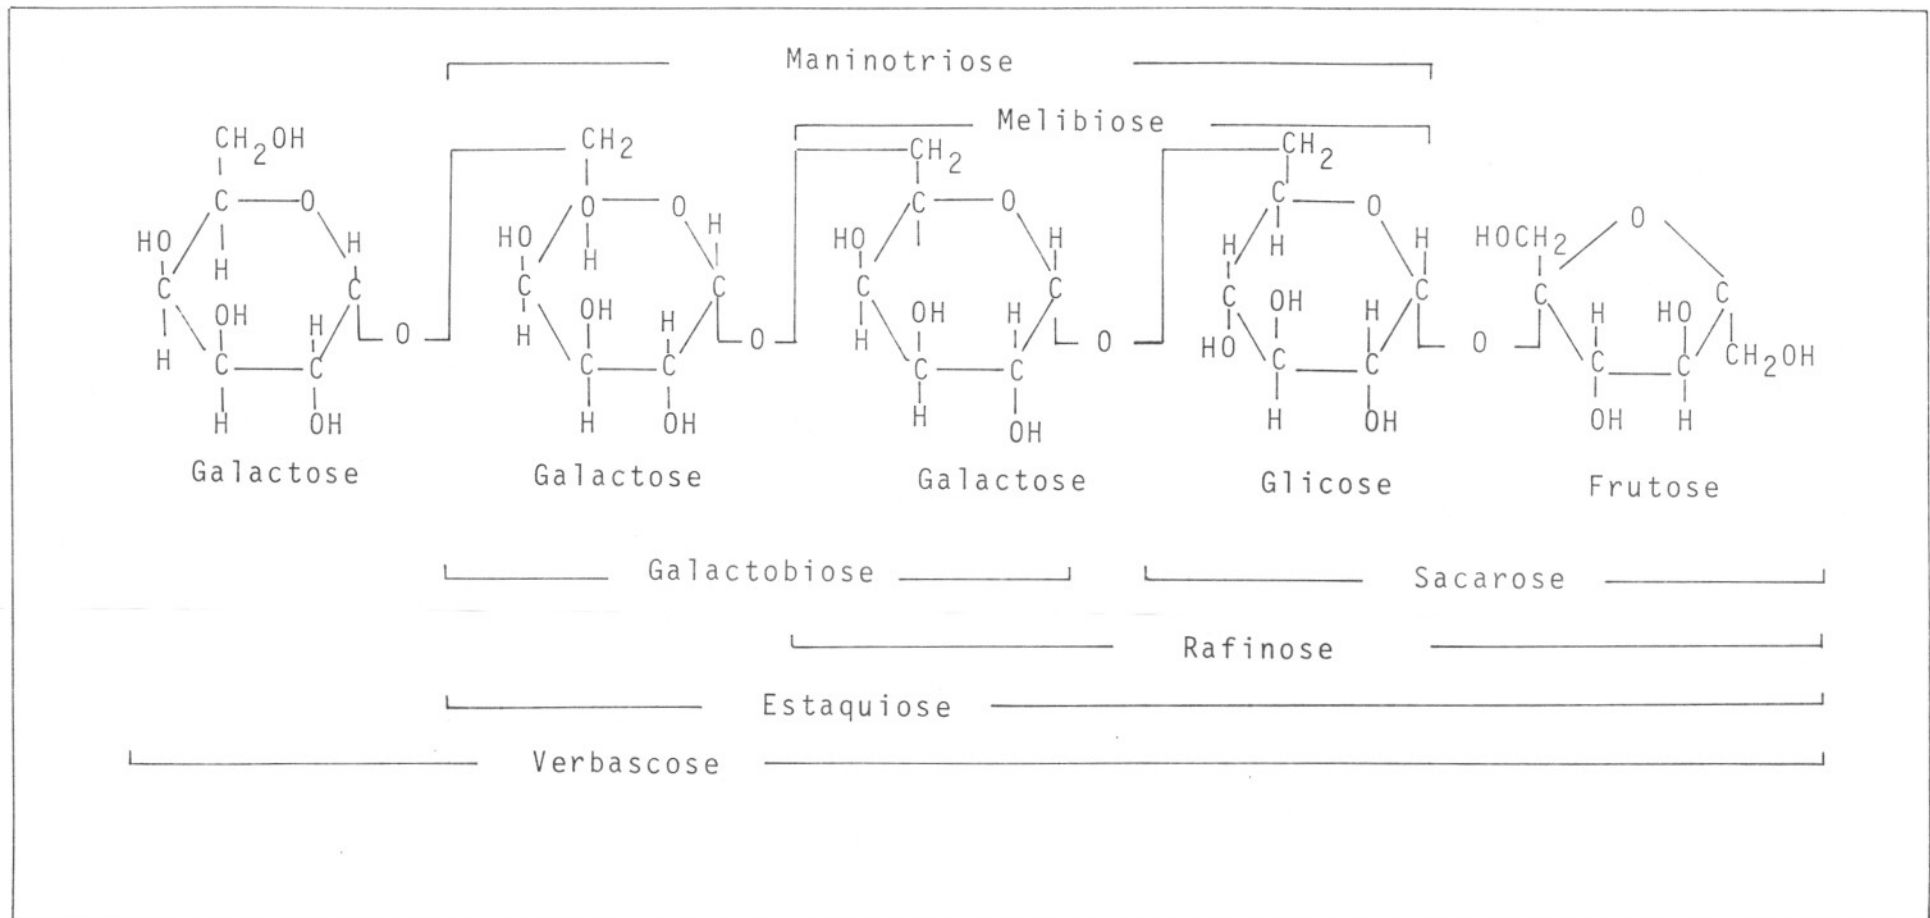 Maninotriose
Melibiose
CH2OH CH2 CH2 CH2
C O O O C O C O
HO H HO H HO H H H HOCH2 O
H H H
C C C C C C C C C C
OH H OH H OH H OH H H HO
O O O O
H H H HO CH2OH
C C C C C C C C C C
H OH H OH H OH H OH OH H
Galactose Galactose Galactose Glicose Frutose
Galactobiose Sacarose
Rafinose
Estaquiose
Verbascose